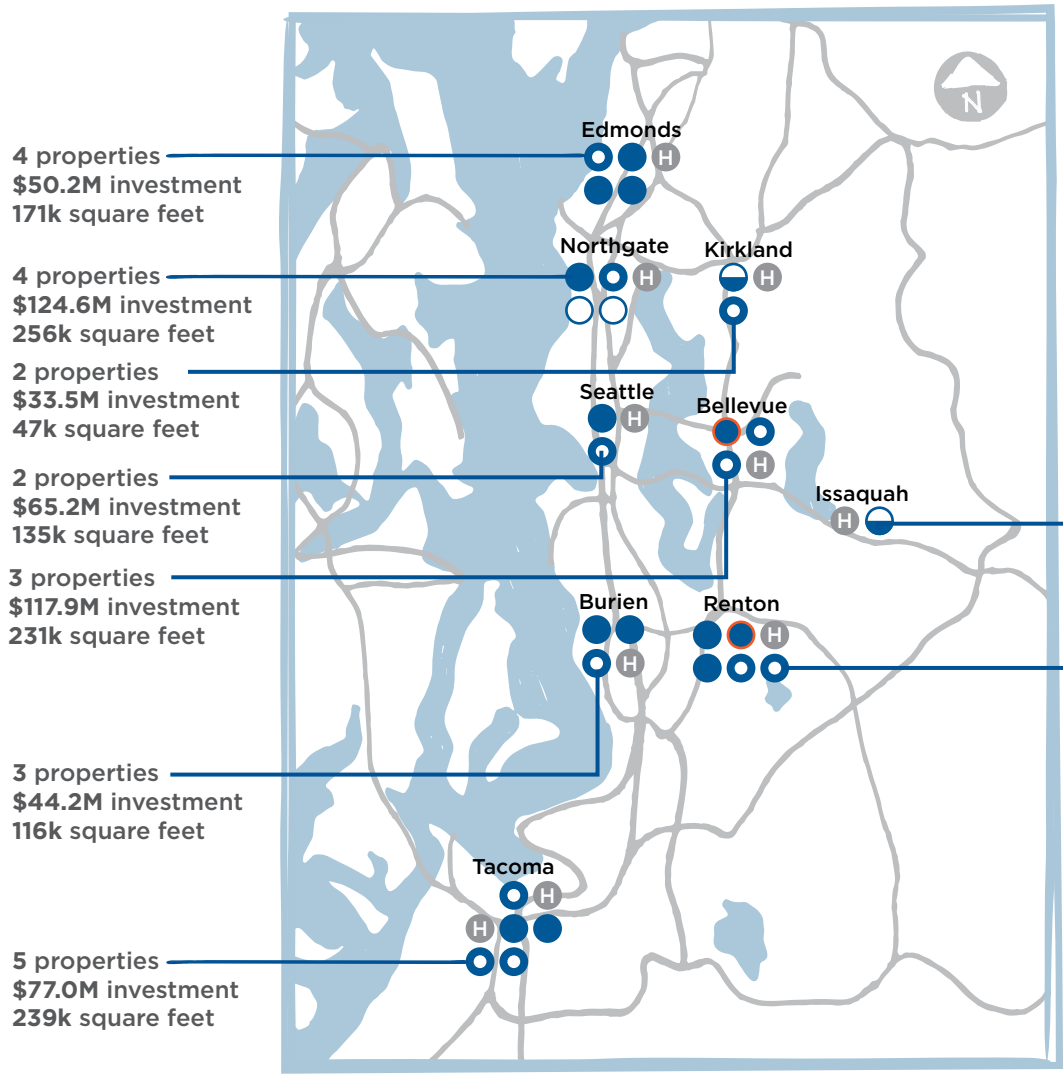 N
Edmonds
H
4 properties
$50.2M investment
171k square feet
Northgate
H
Kirkland
H
4 properties
$124.6M investment
256k square feet
2 properties
$33.5M investment
47k square feet
Seattle
H
Bellevue
H
2 properties
$65.2M investment
135k square feet
Issaquah
H
3 properties
$117.9M investment
231k square feet
Burien
H
Renton
H
3 properties
$44.2M investment
116k square feet
Tacoma
H
H
5 properties
$77.0M investment
239k square feet